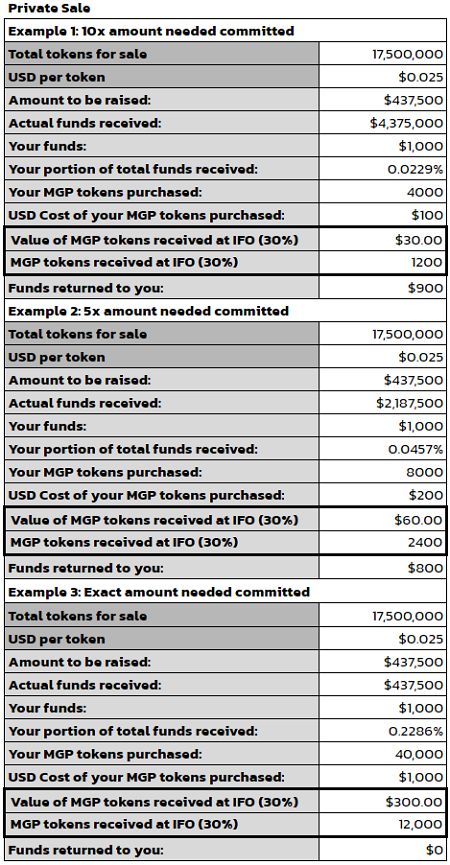 Private Sale
Example 1: 10x amount needed committed
Total tokens for sale 17,500,000
USD per token $0.025
Amount to be raised: $437,500
Actual funds received: $4,375,000
Your funds: $1,000
Your portion of total funds received: 0.0229%
Your MGP tokens purchased: 4000
USD Cost of your MGP tokens purchased: $100
Value of MGP tokens received at IFO (30%) $30.00
MGP tokens received at IFO (30%) 1200
Funds returned to you: $900
Example 2: 5x amount needed committed
Total tokens for sale 17,500,000
USD per token $0.025
Amount to be raised: $437,500
Actual funds received: $2,187,500
Your funds: $1,000
Your portion of total funds received: 0.0457%
Your MGP tokens purchased: 8000
USD Cost of your MGP tokens purchased: $200
Value of MGP tokens received at IFO (30%) $60.00
MGP tokens received at IFO (30%) 2400
Funds returned to you: $800
Example 3: Exact amount needed committed
Total tokens for sale 17,500,000
USD per token $0.025
Amount to be raised: $437,500
Actual funds received: $437,500
Your funds: $1,000
Your portion of total funds received: 0.2286%
Your MGP tokens purchased: 40,000
USD Cost of your MGP tokens purchased: $1,000
Value of MGP tokens received at IFO (30%) $300.00
MGP tokens received at IFO (30%) 12,000
Funds returned to you: $0